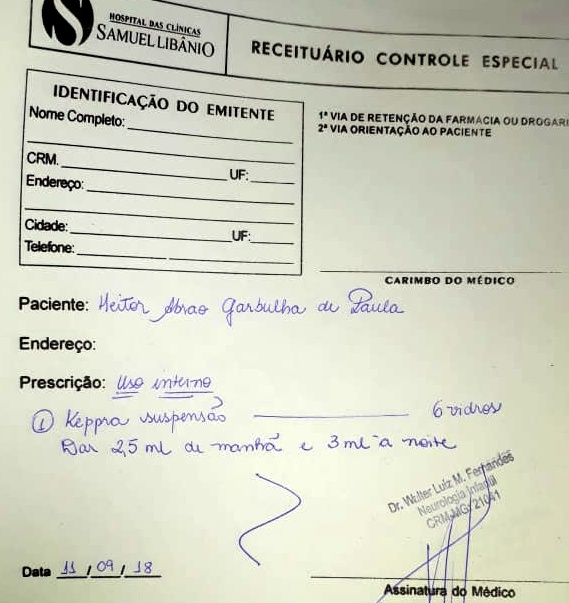 HOSPITAL DAS CLÍNICAS
SAMUEL LIBÂNIO
RECEITUÁRIO CONTROLE ESPECIAL
IDENTIFICAÇÃO DO EMITENTE
Nome Completo:
CRM. UF:
Endereço:
Cidade: UF:
Telefone:
1ª VIA DE RETENÇÃO DA FARMÁCIA OU DROGARI
2ª VIA ORIENTAÇÃO AO PACIENTE
CARIMBO DO MÉDICO
Paciente: Heitor Abrao Garbulha de Paula
Endereço:
Prescrição: Uso interno
① Keppra suspensão 6 vidros
Dar 2,5 ml de manhã e 3 ml à noite
Dr. Walter Luiz M. Fernandes
Neurologia Infantil
CRM-MG: 21041
Data 11 / 09 / 18
Assinatura do Médico